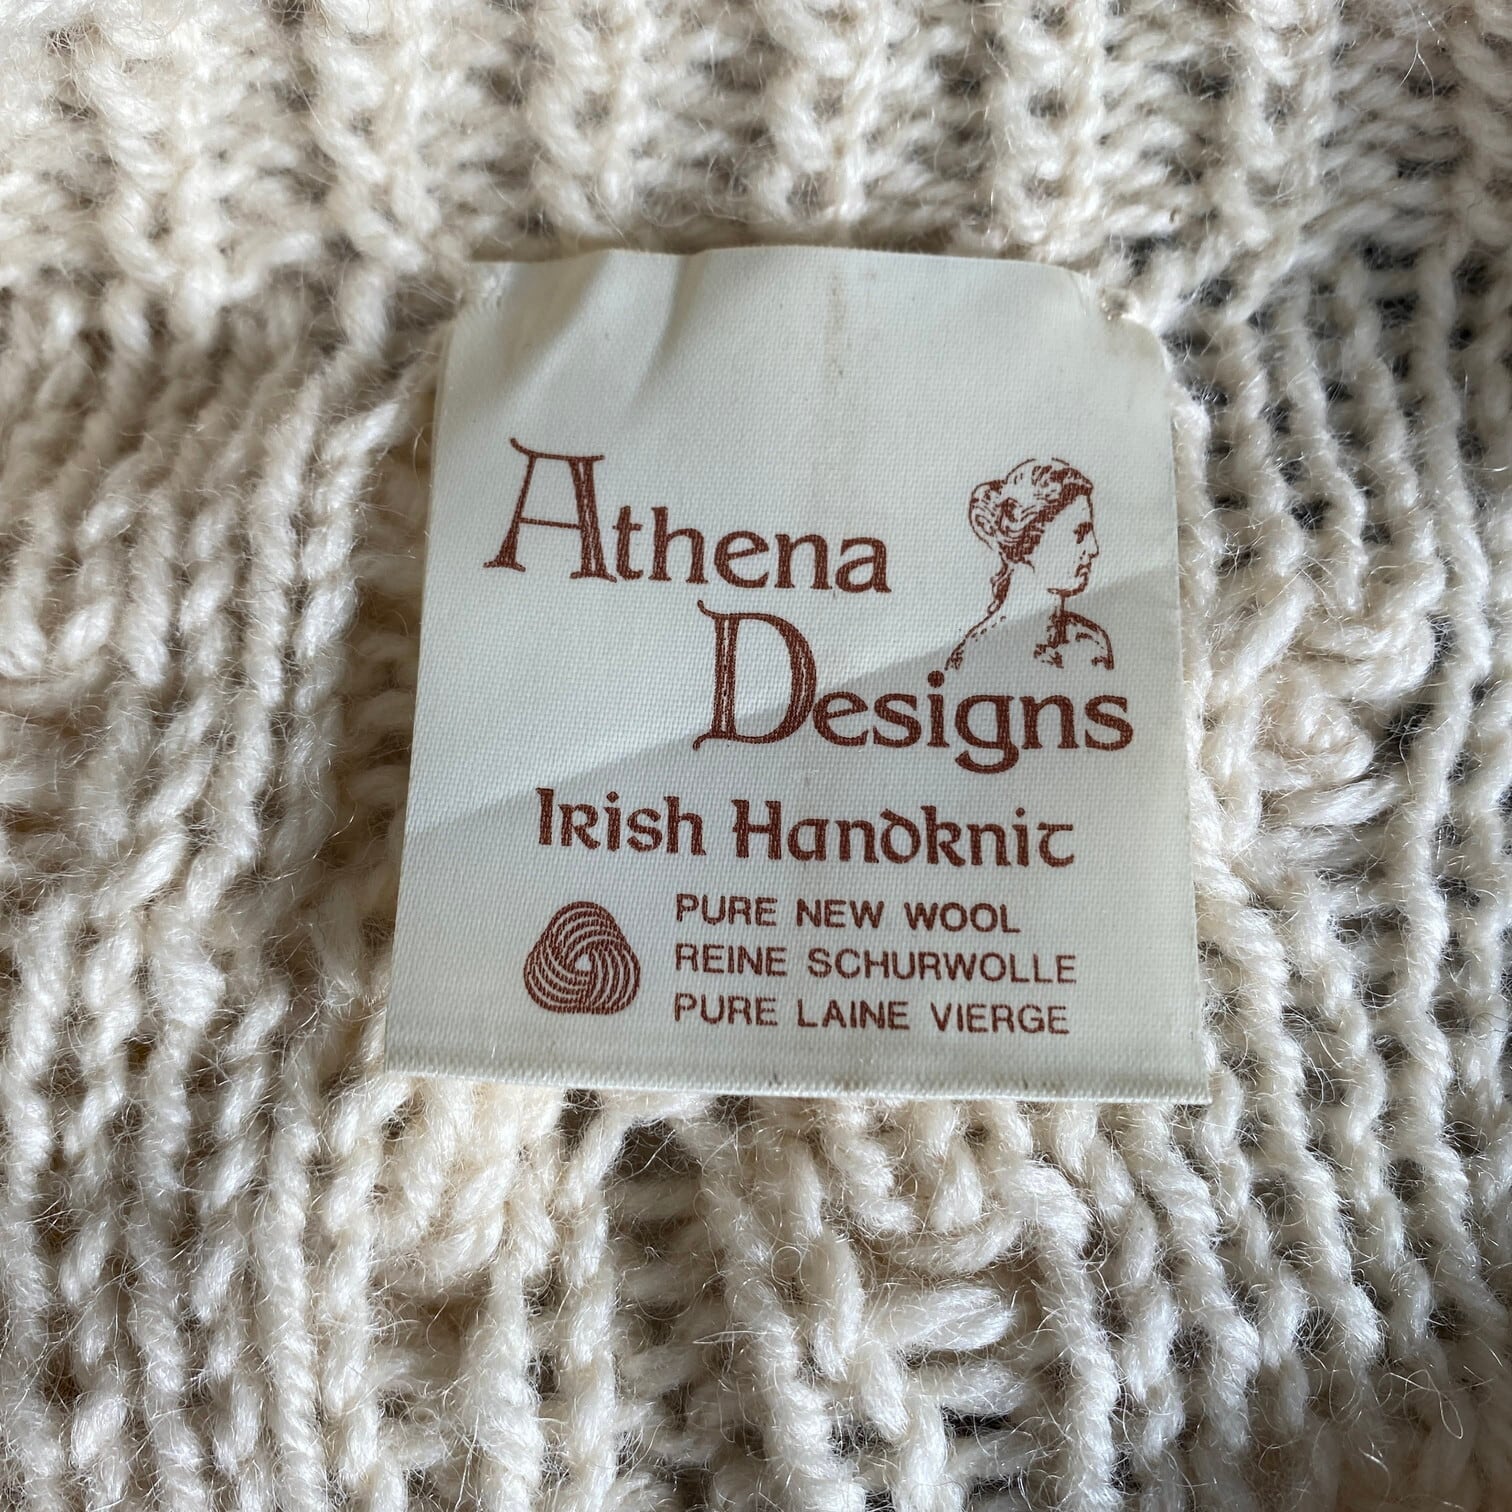 Athena
Designs
Irish Handknit
PURE NEW WOOL
REINE SCHURWOLLE
PURE LAINE VIERGE